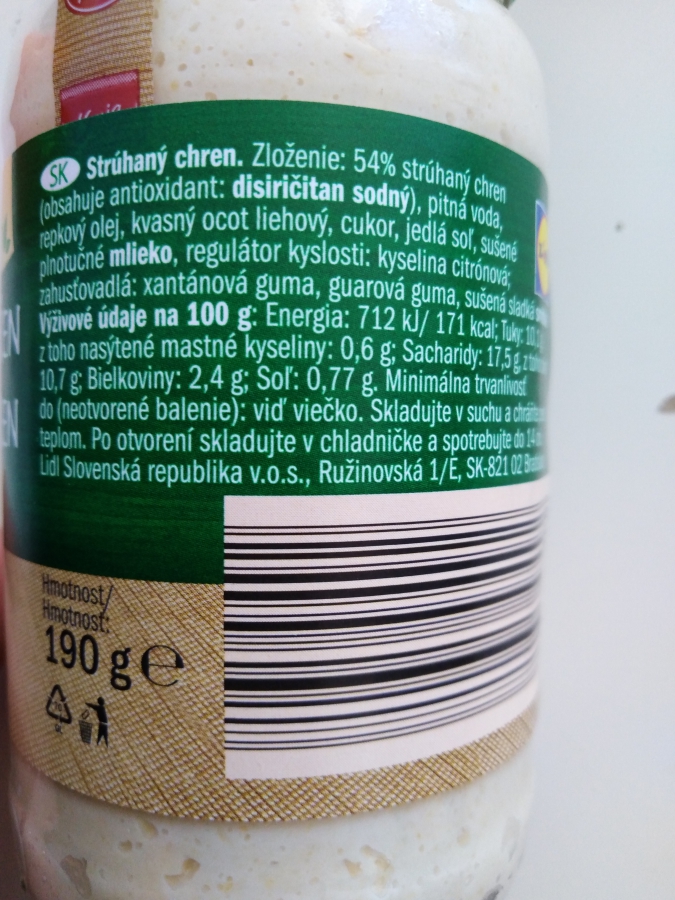 SK Strúhaný chren. Zloženie: 54% strúhaný chren
(obsahuje antioxidant: disiričitan sodný), pitná voda,
repkový olej, kvasný ocot liehový, cukor, jedlá soľ, sušené
plnotučné mlieko, regulátor kyslosti: kyselina citrónová;
zahusťovadlá: xantánová guma, guarová guma, sušená sladká
Výživové údaje na 100 g: Energia: 712 kJ/ 171 kcal; Tuky:
z toho nasýtené mastné kyseliny: 0,6 g; Sacharidy: 17,5 g, z
10,7 g; Bielkoviny: 2,4 g; Soľ: 0,77 g. Minimálna trvanlivosť
do (neotvorené balenie): viď viečko. Skladujte v suchu a
teplom. Po otvorení skladujte v chladničke a spotrebujte do 14
Lidl Slovenská republika v.o.s., Ružinovská 1/E, SK-821 02
EN
EN
Hmotnost/
Hmotnosť:
190 g e